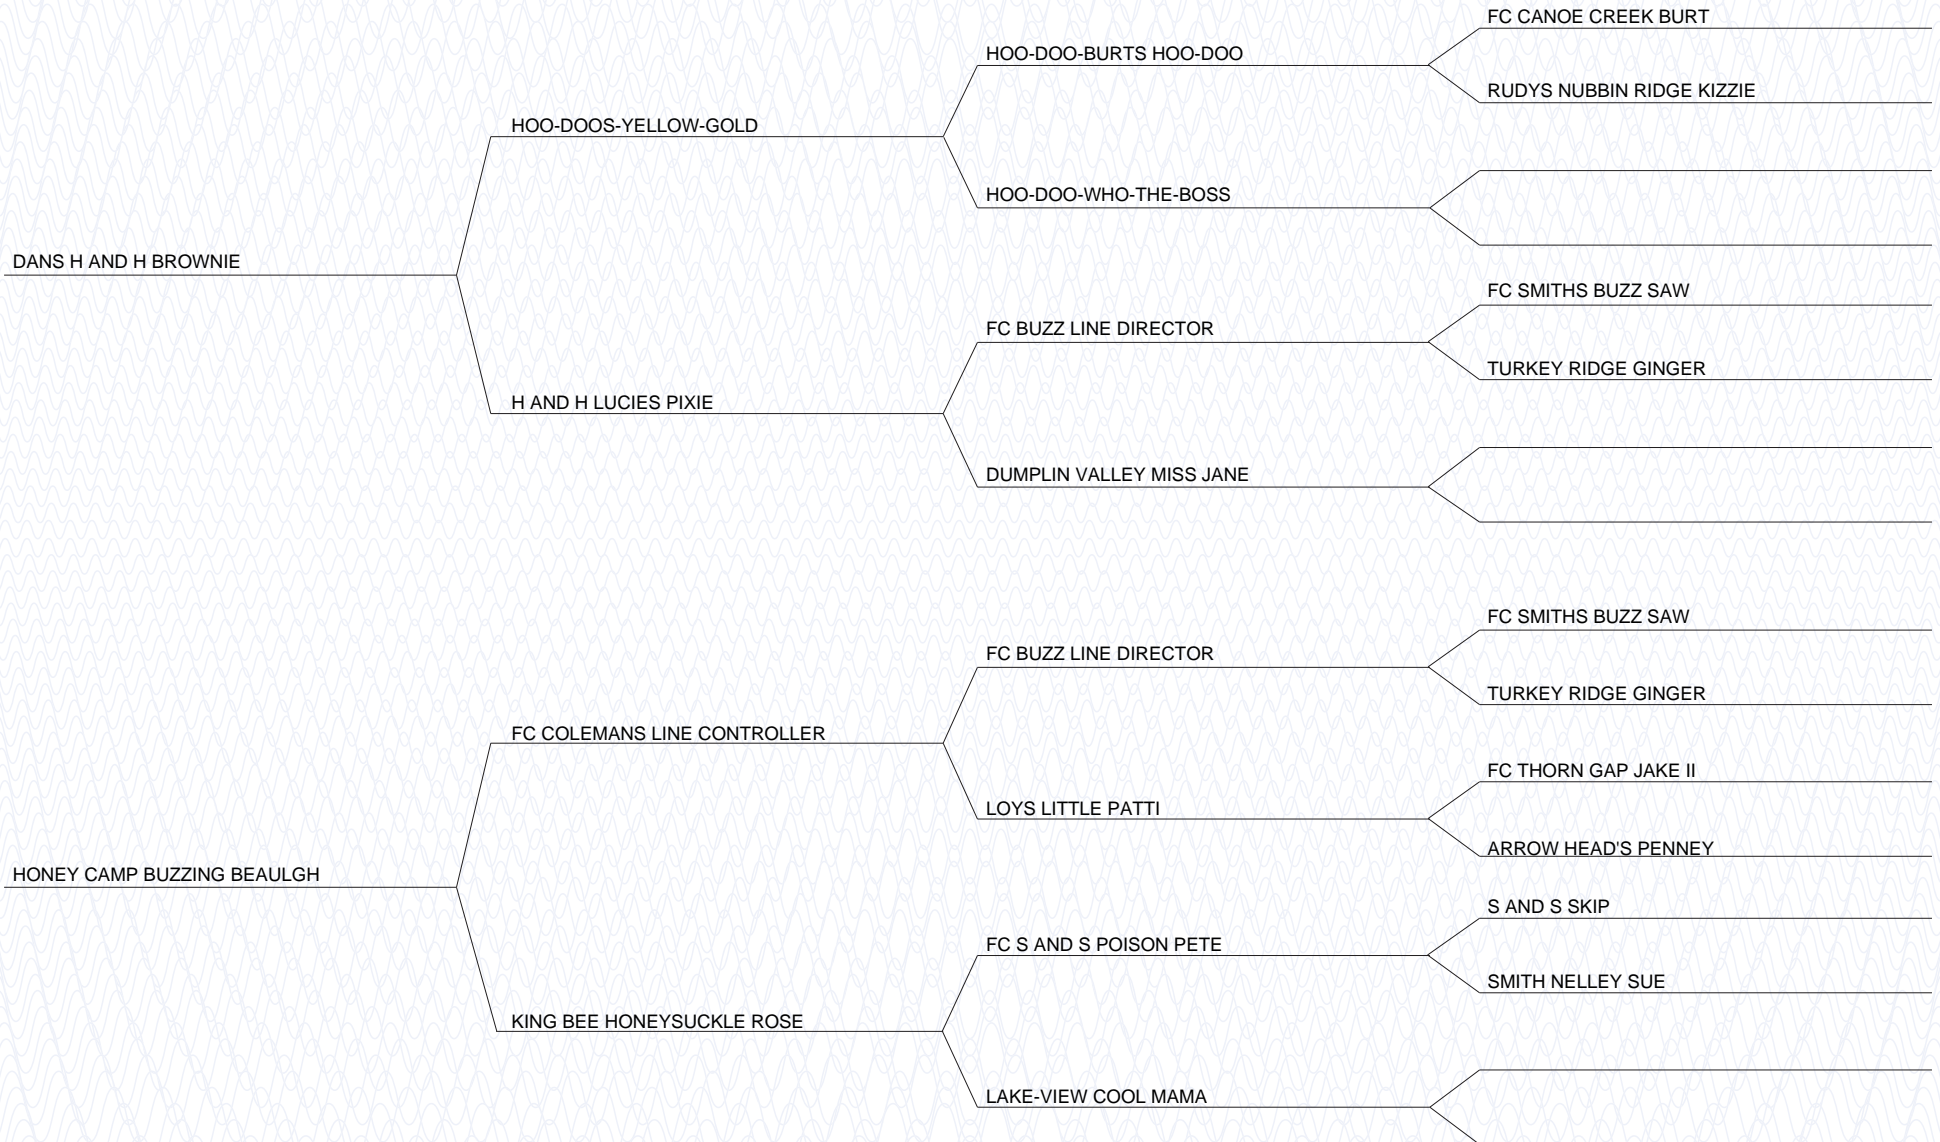 FC CANOE CREEK BURT
HOO-DOO-BURTS HOO-DOO
RUDYS NUBBIN RIDGE KIZZIE
HOO-DOOS-YELLOW-GOLD
HOO-DOO-WHO-THE-BOSS
DANS H AND H BROWNIE
FC SMITHS BUZZ SAW
FC BUZZ LINE DIRECTOR
TURKEY RIDGE GINGER
H AND H LUCIES PIXIE
DUMPLIN VALLEY MISS JANE
FC SMITHS BUZZ SAW
FC BUZZ LINE DIRECTOR
TURKEY RIDGE GINGER
FC COLEMANS LINE CONTROLLER
FC THORN GAP JAKE II
LOYS LITTLE PATTI
ARROW HEAD'S PENNEY
HONEY CAMP BUZZING BEAULGH
S AND S SKIP
FC S AND S POISON PETE
SMITH NELLEY SUE
KING BEE HONEYSUCKLE ROSE
LAKE-VIEW COOL MAMA